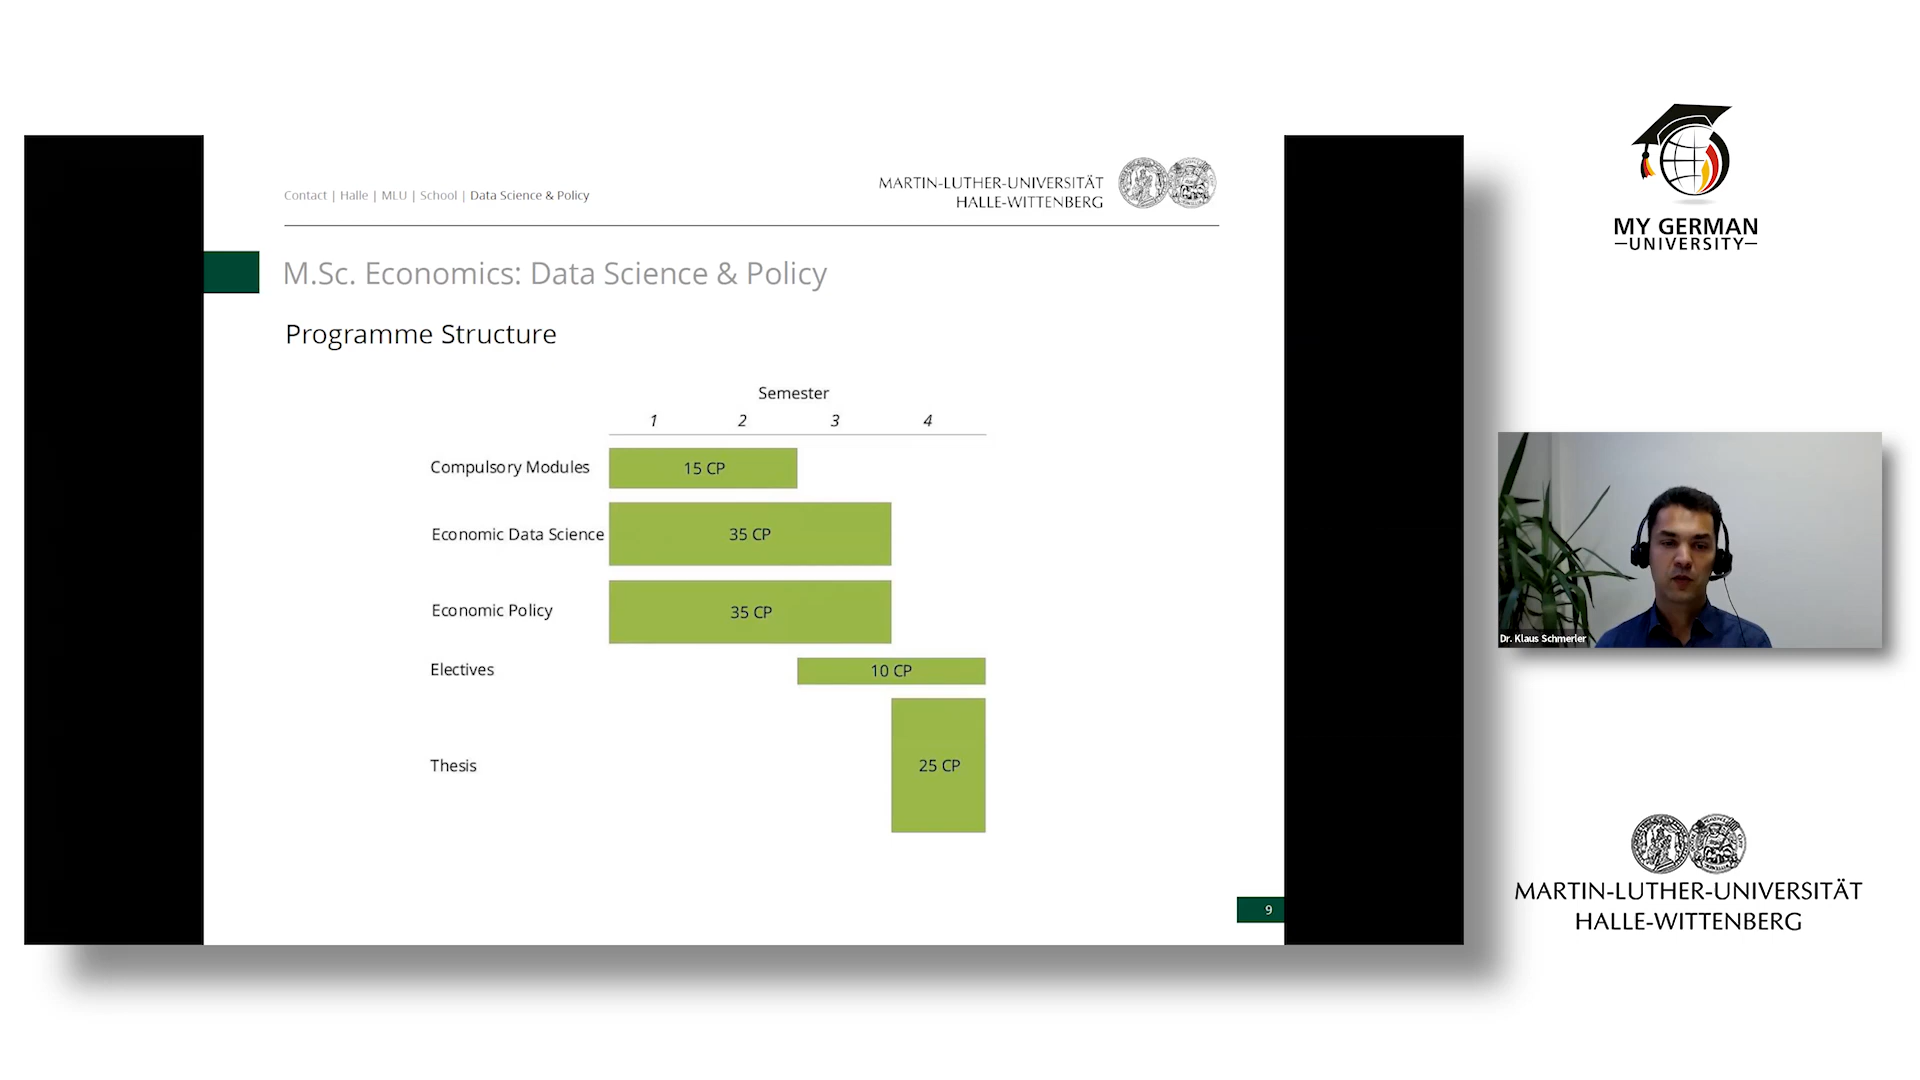 Contact | Halle | MLU | School | Data Science & Policy
MARTIN-LUTHER-UNIVERSITÄT
HALLE-WITTENBERG
M.Sc. Economics: Data Science & Policy
Programme Structure
Semester
1 2 3 4
Compulsory Modules 15 CP
Economic Data Science 35 CP
Economic Policy 35 CP
Electives 10 CP
Thesis 25 CP
9
MY GERMAN
UNIVERSITY
Dr. Klaus Schmerler
MARTIN-LUTHER-UNIVERSITÄT
HALLE-WITTENBERG